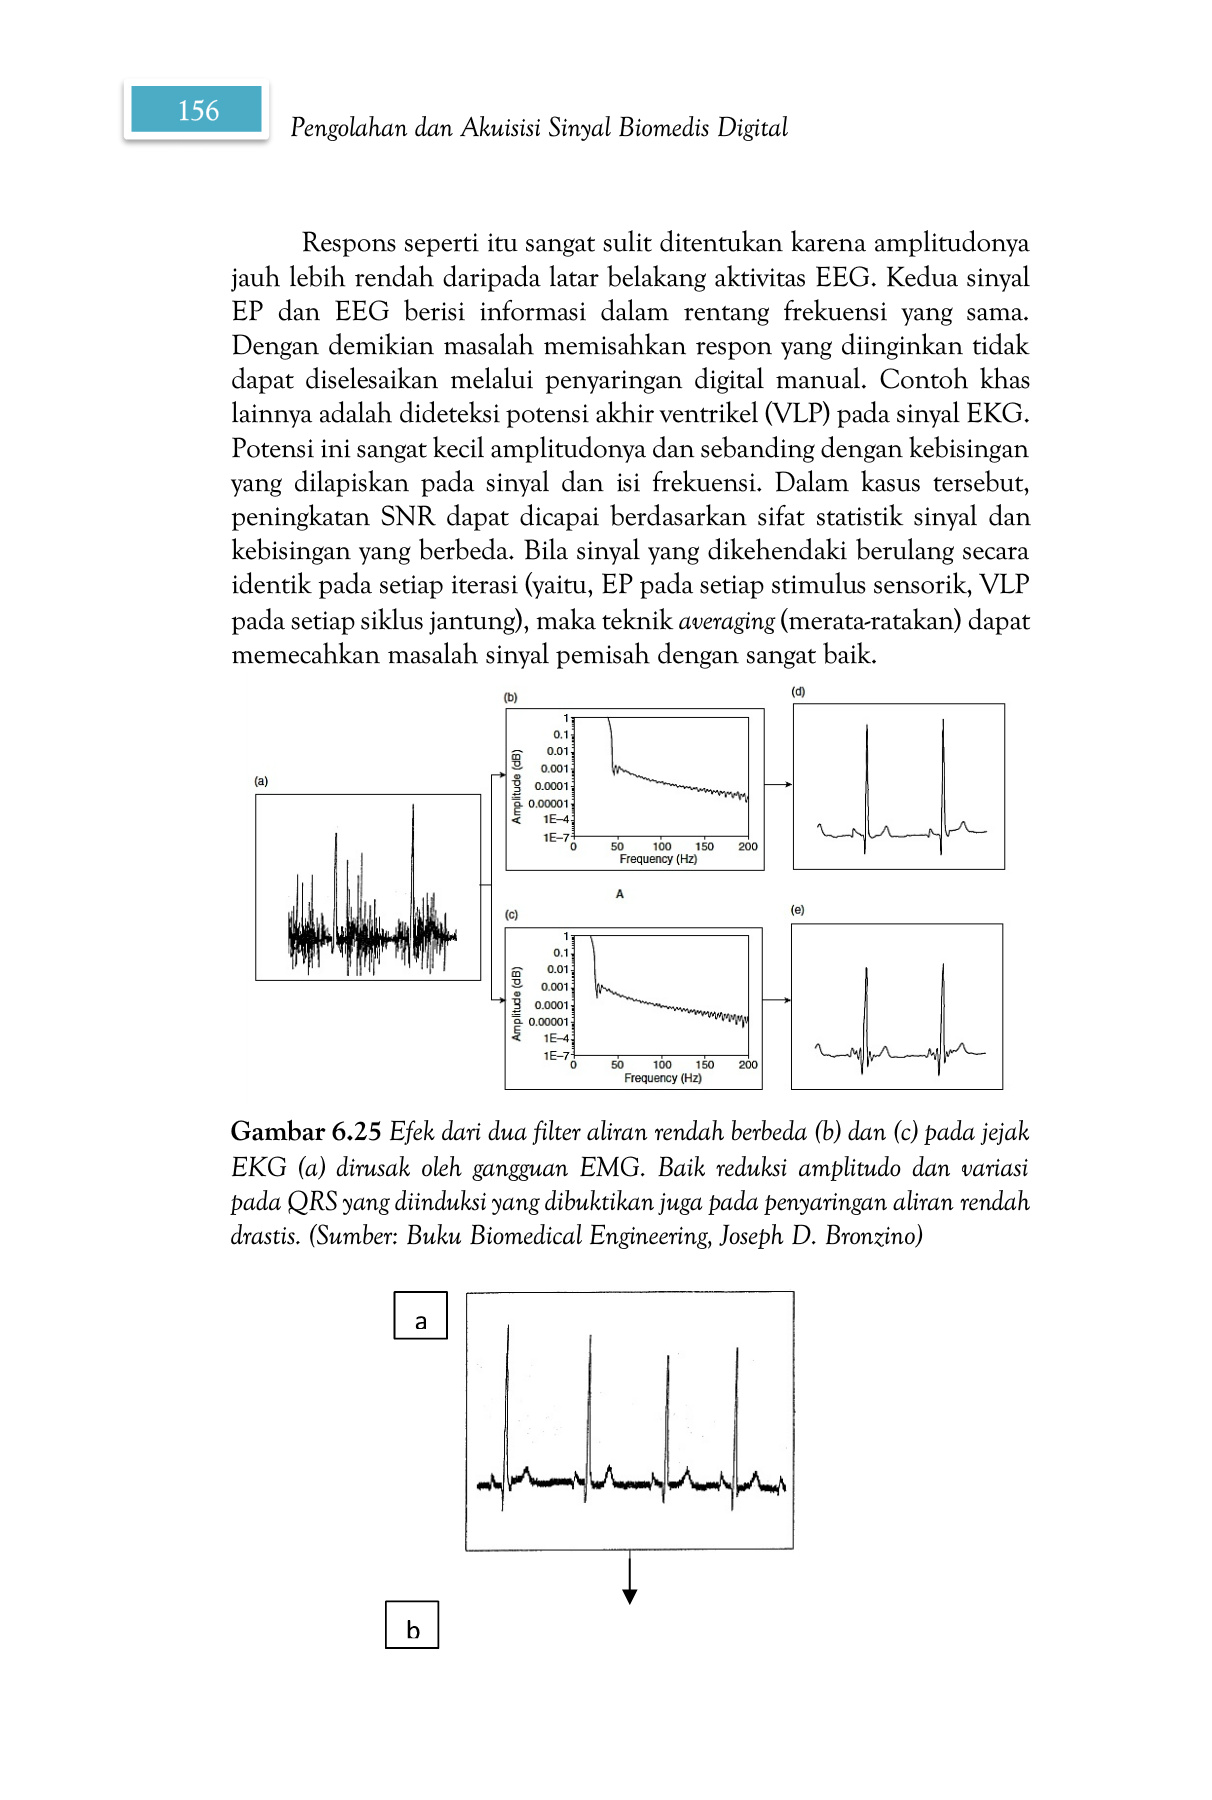 156
Pengolahan dan Akuisisi Sinyal Biomedis Digital
Respons seperti itu sangat sulit ditentukan karena amplitudonya
jauh lebih rendah daripada latar belakang aktivitas EEG. Kedua sinyal
EP dan EEG berisi informasi dalam rentang frekuensi yang sama.
Dengan demikian masalah memisahkan respon yang diinginkan tidak
dapat diselesaikan melalui penyaringan digital manual. Contoh khas
lainnya adalah dideteksi potensi akhir ventrikel (VLP) pada sinyal EKG.
Potensi ini sangat kecil amplitudonya dan sebanding dengan kebisingan
yang dilapiskan pada sinyal dan isi frekuensi. Dalam kasus tersebut,
peningkatan SNR dapat dicapai berdasarkan sifat statistik sinyal dan
kebisingan yang berbeda. Bila sinyal yang dikehendaki berulang secara
identik pada setiap iterasi (yaitu, EP pada setiap stimulus sensorik, VLP
pada setiap siklus jantung), maka teknik averaging (merata-ratakan) dapat
memecahkan masalah sinyal pemisah dengan sangat baik.
(a)
(b)
Amplitude (dB)
1
0.1
0.01
0.001
0.0001
0.00001
1E–4
1E–7
0 50 100 150 200
Frequency (Hz)
(d)
A
(c)
Amplitude (dB)
1
0.1
0.01
0.001
0.0001
0.00001
1E–4
1E–7
0 50 100 150 200
Frequency (Hz)
(e)
Gambar 6.25 Efek dari dua filter aliran rendah berbeda (b) dan (c) pada jejak
EKG (a) dirusak oleh gangguan EMG. Baik reduksi amplitudo dan variasi
pada QRS yang diinduksi yang dibuktikan juga pada penyaringan aliran rendah
drastis. (Sumber: Buku Biomedical Engineering, Joseph D. Bronzino)
a
b